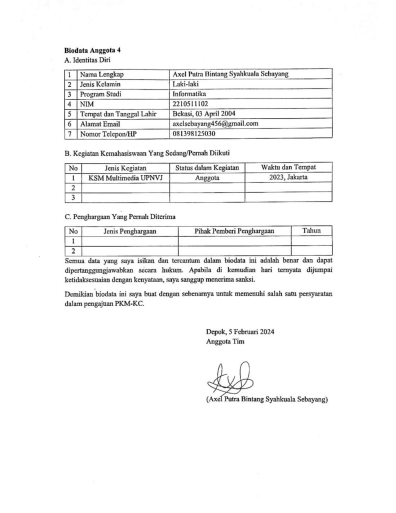 Biodata Anggota 4
A. Identitas Diri
1 Nama Lengkap Axel Putra Bintang Syahkuala Sebayang
2 Jenis Kelamin Laki-laki
3 Program Studi Informatika
4 NIM 2210511102
5 Tempat dan Tanggal Lahir Bekasi, 03 April 2004
6 Alamat Email axelsebayang456@gmail.com
7 Nomor Telepon/HP 081398125030
B. Kegiatan Kemahasiswaan Yang Sedang/Pernah Diikuti
No Jenis Kegiatan Status dalam Kegiatan Waktu dan Tempat
1 KSM Multimedia UPNVJ Anggota 2023, Jakarta
2
3
C. Penghargaan Yang Pernah Diterima
No Jenis Penghargaan Pihak Pemberi Penghargaan Tahun
1
2
Semua data yang saya isikan dan tercantum dalam biodata ini adalah benar dan dapat
dipertanggungjawabkan secara hukum. Apabila di kemudian hari ternyata dijumpai
ketidaksesuaian dengan kenyataan, saya sanggup menerima sanksi.
Demikian biodata ini saya buat dengan sebenarnya untuk memenuhi salah satu persyaratan
dalam pengajuan PKM-KC.
Depok, 5 Februari 2024
Anggota Tim
(Axel Putra Bintang Syahkuala Sebayang)